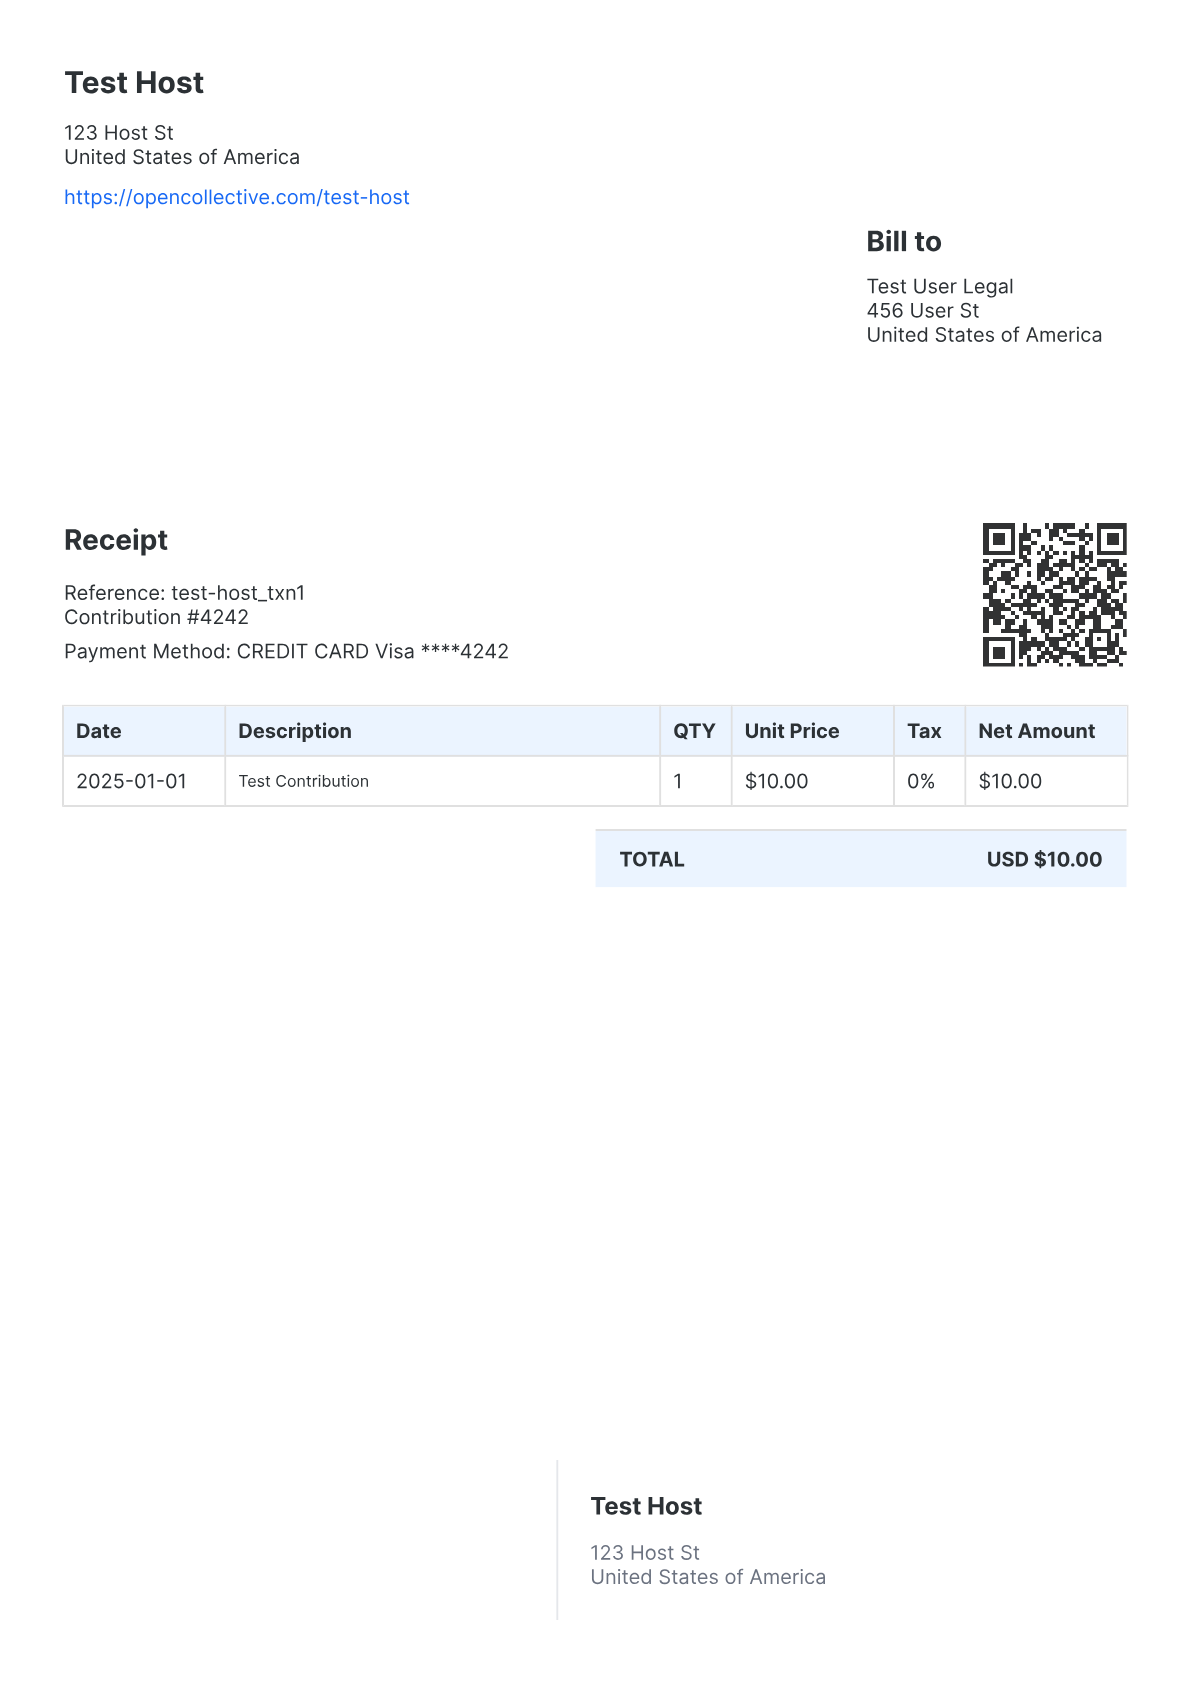 Test Host
123 Host St
United States of America
https://opencollective.com/test-host
Bill to
Test User Legal
456 User St
United States of America
Receipt
Reference: test-host_txn1
Contribution #4242
Payment Method: CREDIT CARD Visa ****4242
Date Description QTY Unit Price Tax Net Amount
2025-01-01 Test Contribution 1 $10.00 0% $10.00
TOTAL USD $10.00
Test Host
123 Host St
United States of America